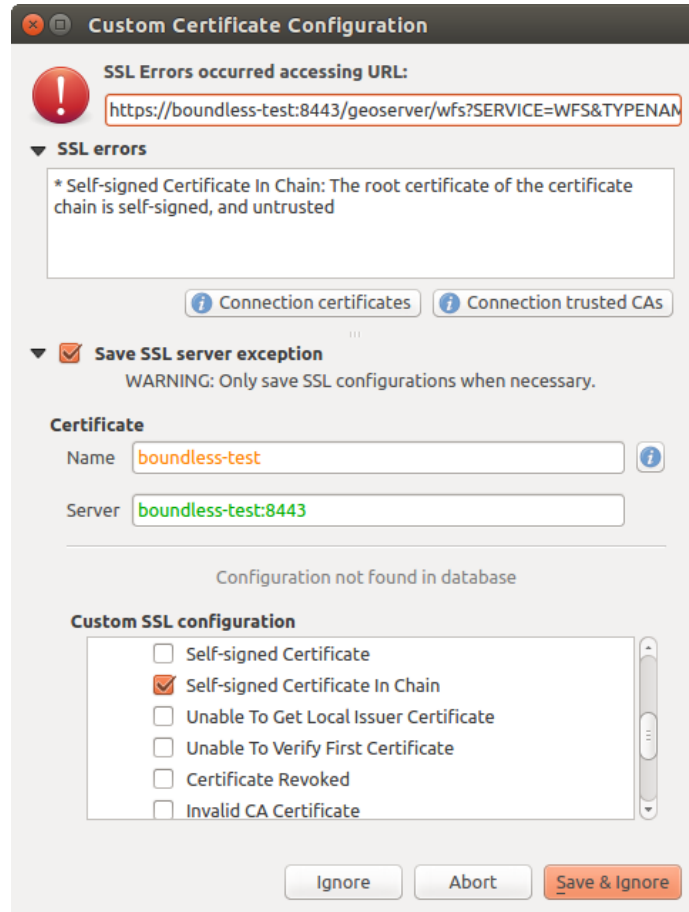 Custom Certificate Configuration
SSL Errors occurred accessing URL:
https://boundless-test:8443/geoserver/wfs?SERVICE=WFS&TYPENAM
SSL errors
* Self-signed Certificate In Chain: The root certificate of the certificate
chain is self-signed, and untrusted
Connection certificates Connection trusted CAs
Save SSL server exception
WARNING: Only save SSL configurations when necessary.
Certificate
Name boundless-test
Server boundless-test:8443
Configuration not found in database
Custom SSL configuration
Self-signed Certificate
Self-signed Certificate In Chain
Unable To Get Local Issuer Certificate
Unable To Verify First Certificate
Certificate Revoked
Invalid CA Certificate
Ignore Abort Save & Ignore